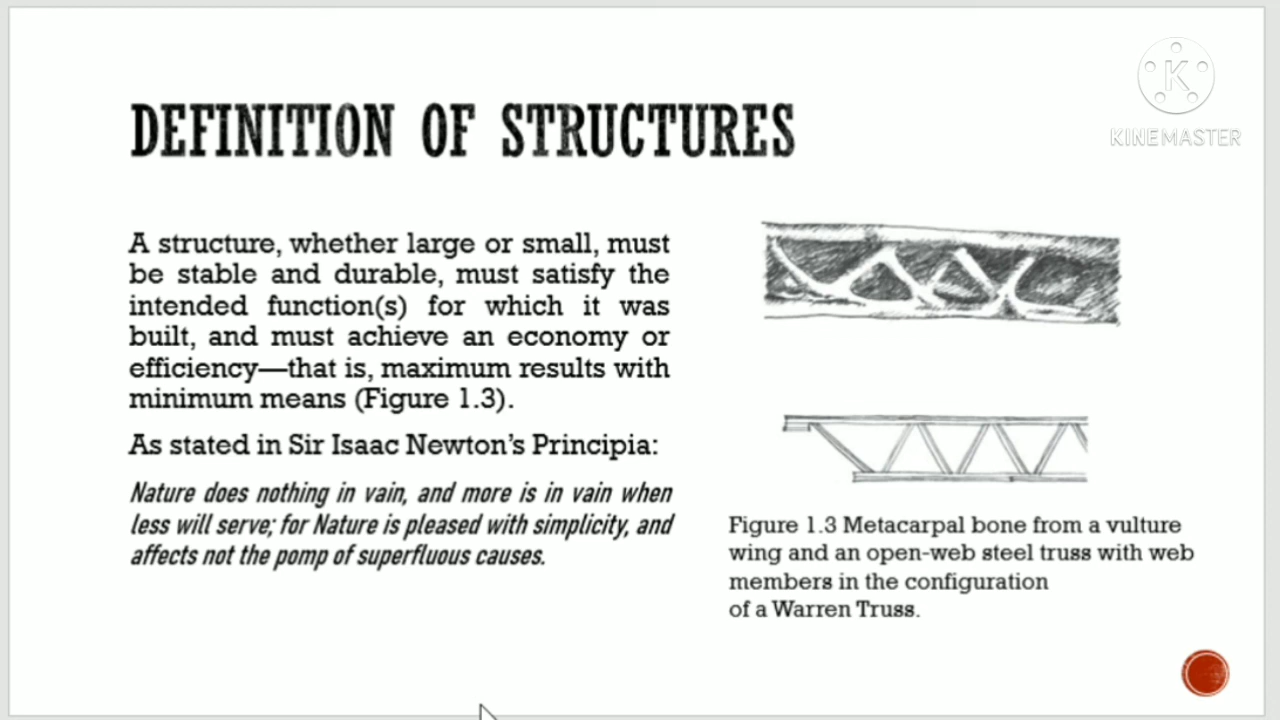 DEFINITION OF STRUCTURES
K
KINEMASTER
A structure, whether large or small, must
be stable and durable, must satisfy the
intended function(s) for which it was
built, and must achieve an economy or
efficiency—that is, maximum results with
minimum means (Figure 1.3).
As stated in Sir Isaac Newton's Principia:
Nature does nothing in vain, and more is in vain when
less will serve; for Nature is pleased with simplicity, and
affects not the pomp of superfluous causes.
Figure 1.3 Metacarpal bone from a vulture
wing and an open-web steel truss with web
members in the configuration
of a Warren Truss.